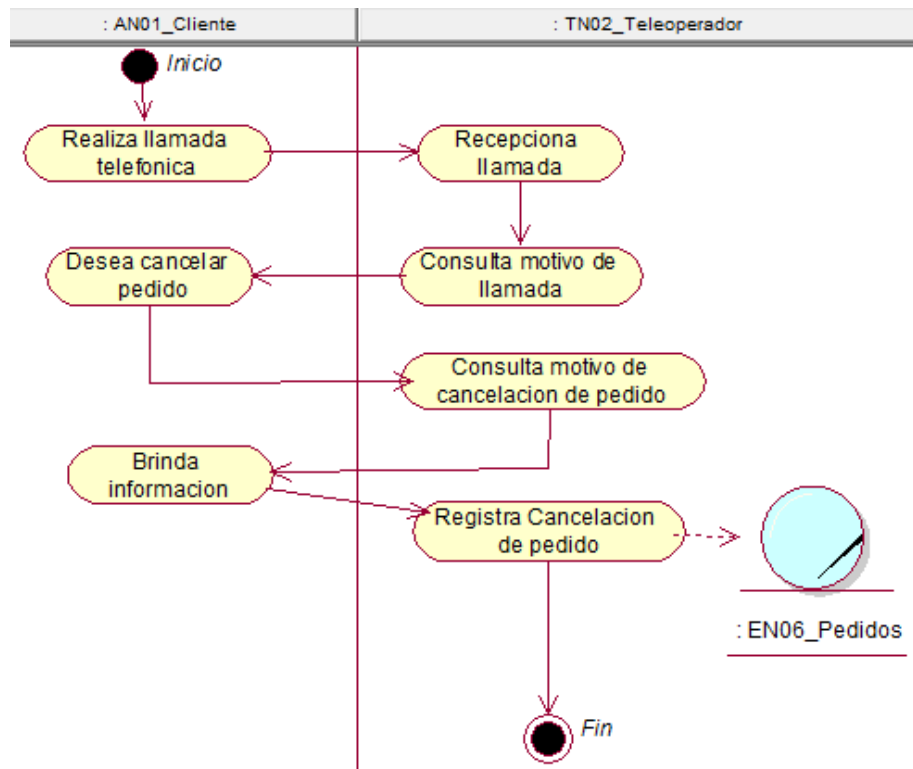 : AN01_Cliente
: TN02_Teleoperador
Inicio
Realiza llamada
telefonica
Recepciona
llamada
Desea cancelar
pedido
Consulta motivo de
llamada
Consulta motivo de
cancelacion de pedido
Brinda
informacion
Registra Cancelacion
de pedido
: EN06_Pedidos
Fin